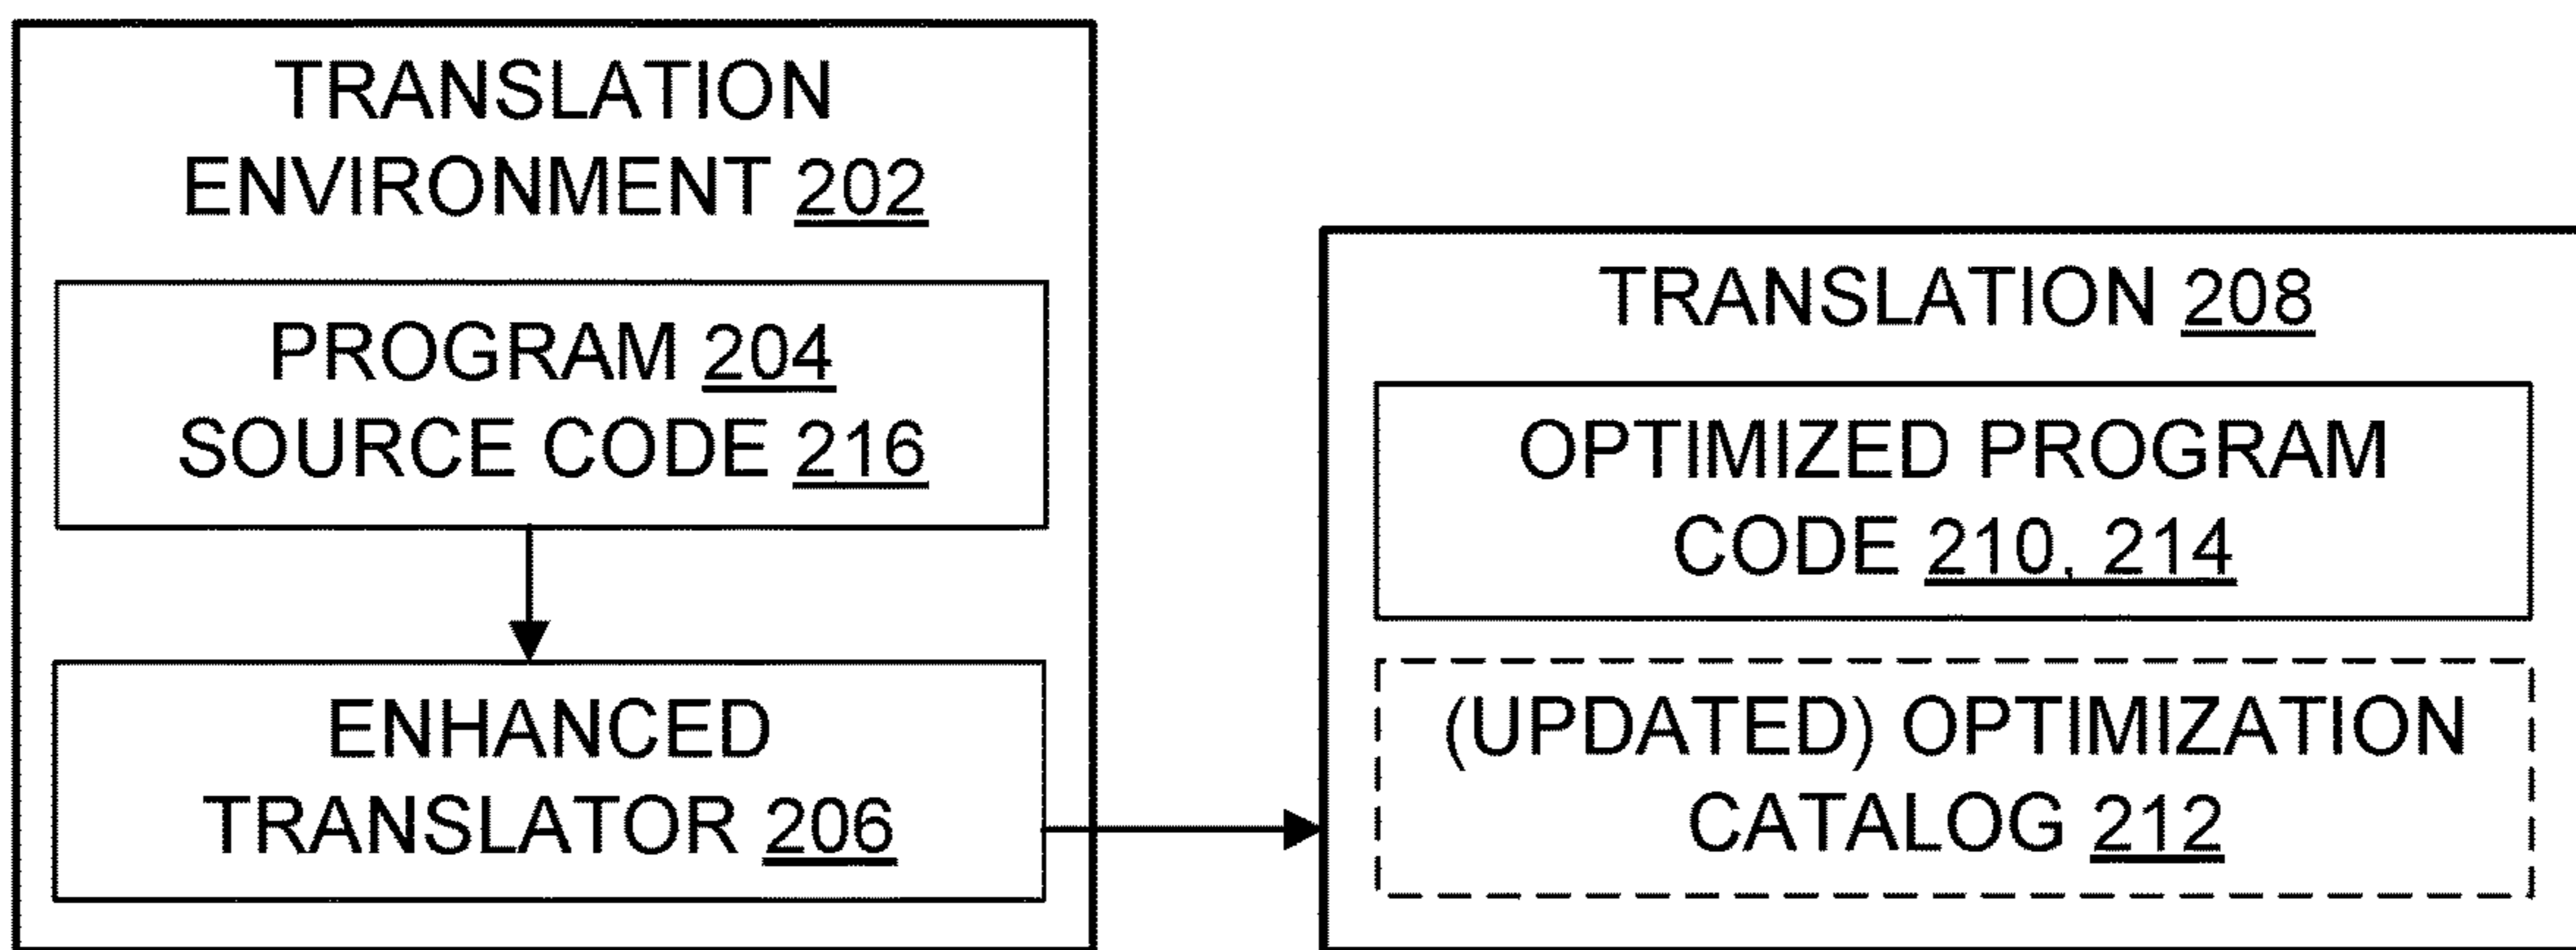 TRANSLATION
ENVIRONMENT 202
PROGRAM 204
SOURCE CODE 216
ENHANCED
TRANSLATOR 206
TRANSLATION 208
OPTIMIZED PROGRAM
CODE 210, 214
(UPDATED) OPTIMIZATION
CATALOG 212